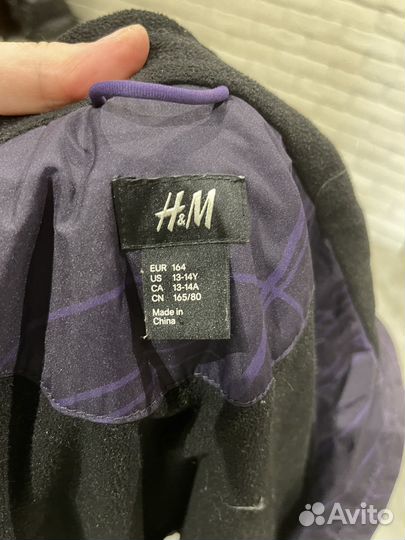 H&M
EUR 164
US 13-14Y
CA 13-14A
CN 165/80
Made in
China
Avito